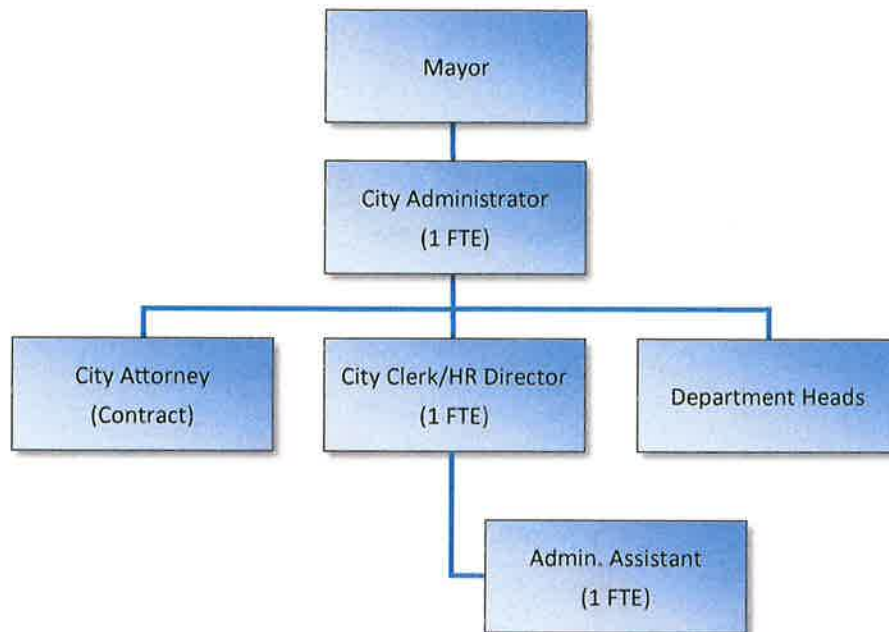 Mayor
City Administrator
(1 FTE)
City Attorney
(Contract)
City Clerk/HR Director
(1 FTE)
Department Heads
Admin. Assistant
(1 FTE)